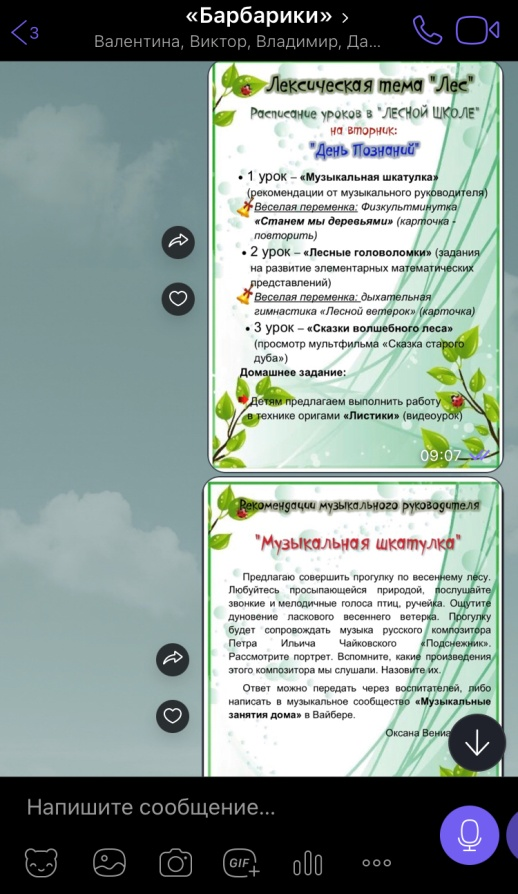 3
«Барбарики» >
Валентина, Виктор, Владимир, Да...
Лексическая тема "Лес"
Расписание уроков в "ЛЕСНОЙ ШКОЛЕ"
на вторник:
"День Познаний"
• 1 урок – «Музыкальная шкатулка»
(рекомендации от музыкального руководителя)
Веселая переменка: Физкультминутка
«Станем мы деревьями» (карточка -
повторить)
• 2 урок – «Лесные головоломки» (задания
на развитие элементарных математических
представлений)
Веселая переменка: дыхательная
гимнастика «Лесной ветерок» (карточка)
• 3 урок – «Сказки волшебного леса»
(просмотр мультфильма «Сказка старого
дуба»)
Домашнее задание:
Детям предлагаем выполнить работу
в технике оригами «Листики» (видеоурок)
09:07
Рекомендации музыкального руководителя
"Музыкальная шкатулка"
Предлагаю совершить прогулку по весеннему лесу.
Любуйтесь просыпающейся природой, послушайте
звонкие и мелодичные голоса птиц, ручейка. Ощутите
дуновение ласкового весеннего ветерка. Прогулку
будет сопровождать музыка русского композитора
Петра Ильича Чайковского «Подснежник».
Рассмотрите портрет. Вспомните, какие произведения
этого композитора мы слушали. Назовите их.
Ответ можно передать через воспитателей, либо
написать в музыкальное сообщество «Музыкальные
занятия дома» в Вайбере.
Оксана
Напишите сообщение...
GIF